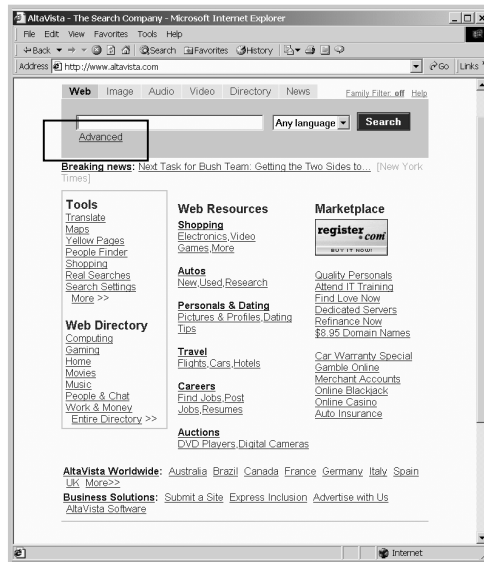 AltaVista - The Search Company - Microsoft Internet Explorer
File Edit View Favorites Tools Help
Back Search Favorites History
Address http://www.altavista.com Go Links
Web Image Audio Video Directory News Family Filter: off Help
Any language Search
Advanced
Breaking news: Next Task for Bush Team: Getting the Two Sides to... [New York
Times]
Tools
Translate
Maps
Yellow Pages
People Finder
Shopping
Real Searches
Search Settings
More >>
Web Directory
Computing
Gaming
Home
Movies
Music
People & Chat
Work & Money
Entire Directory >>
Web Resources
Shopping
Electronics,Video
Games,More
Autos
New,Used,Research
Personals & Dating
Pictures & Profiles,Dating
Tips
Travel
Flights,Cars,Hotels
Careers
Find Jobs,Post
Jobs,Resumes
Auctions
DVD Players,Digital Cameras
Marketplace
register.com
BUY IT NOW!
Quality Personals
Attend IT Training
Find Love Now
Dedicated Servers
Refinance Now
$8.95 Domain Names
Car Warranty Special
Gamble Online
Merchant Accounts
Online Blackjack
Online Casino
Auto Insurance
AltaVista Worldwide: Australia Brazil Canada France Germany Italy Spain
UK More>>
Business Solutions: Submit a Site Express Inclusion Advertise with Us
AltaVista Software
Internet